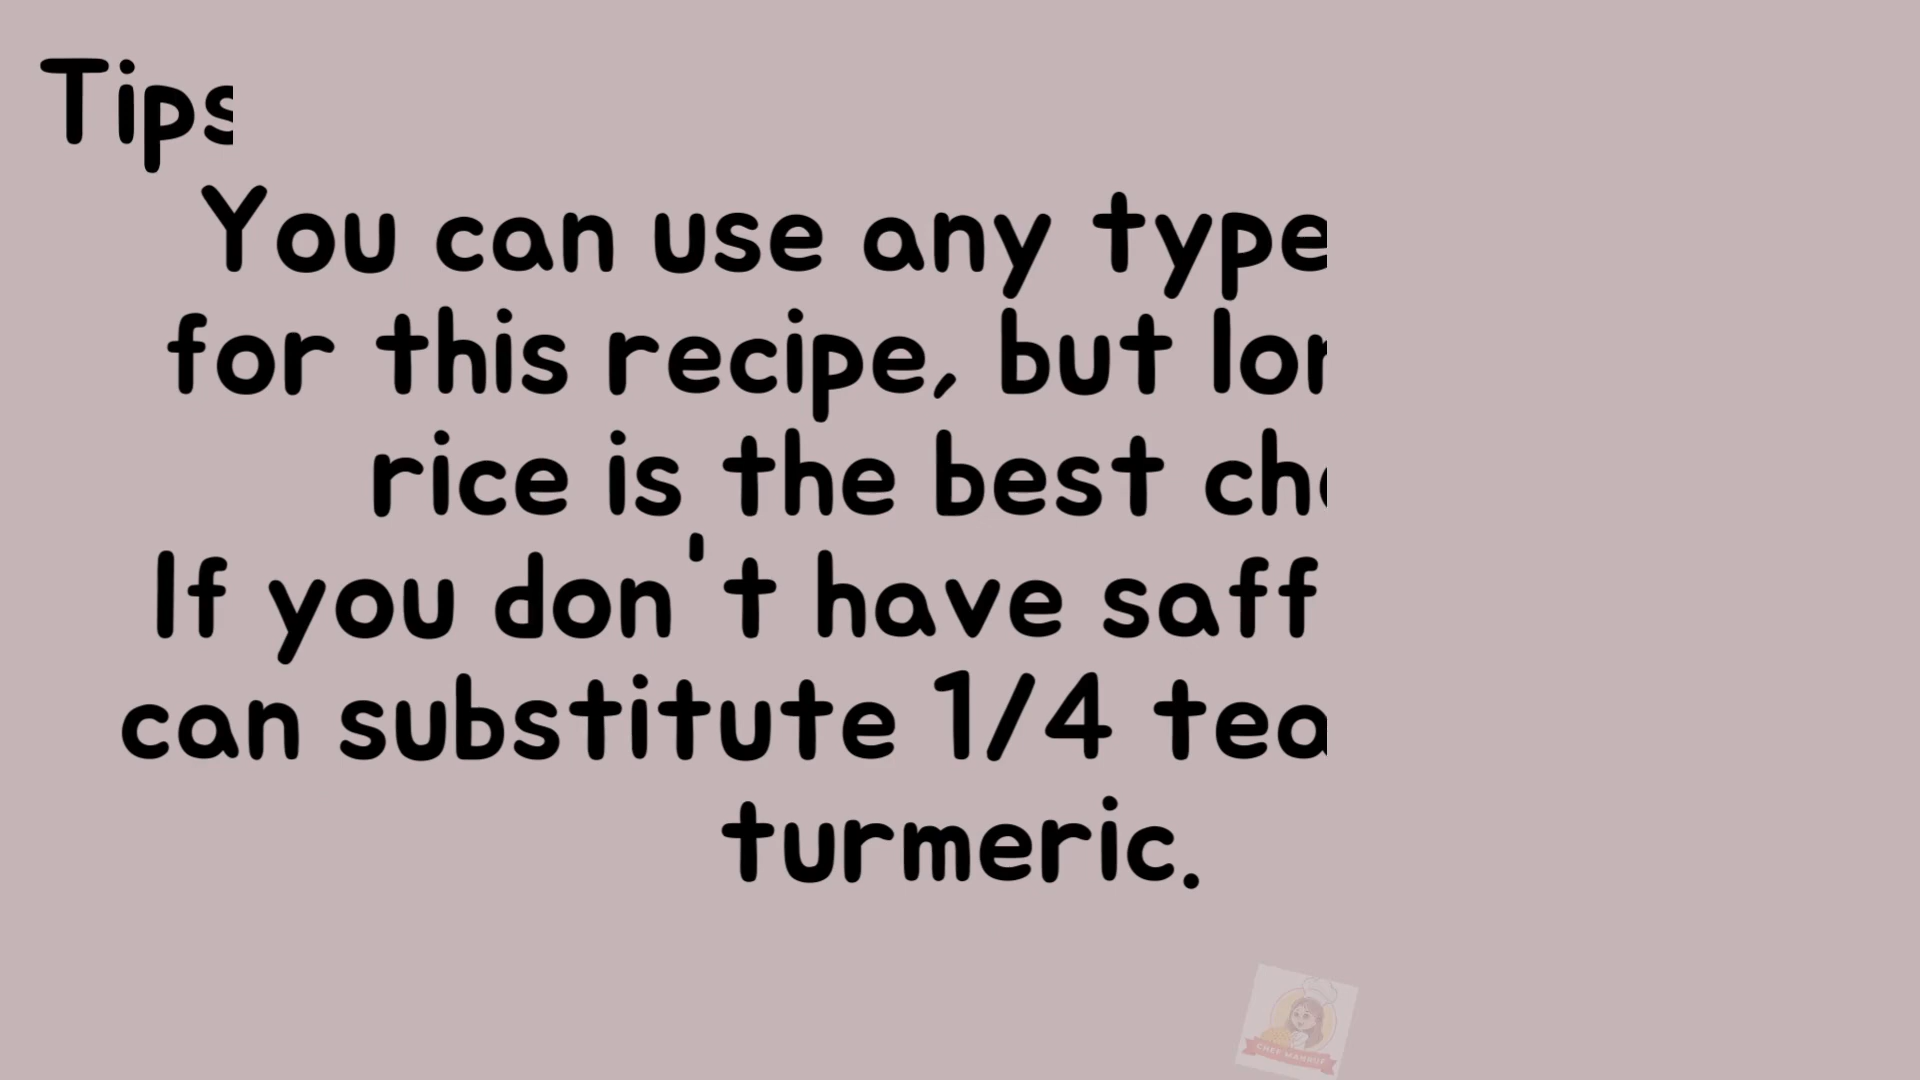 Tips
You can use any type
for this recipe, but lon
rice is the best cho
If you don't have saff
can substitute 1/4 tea
turmeric.